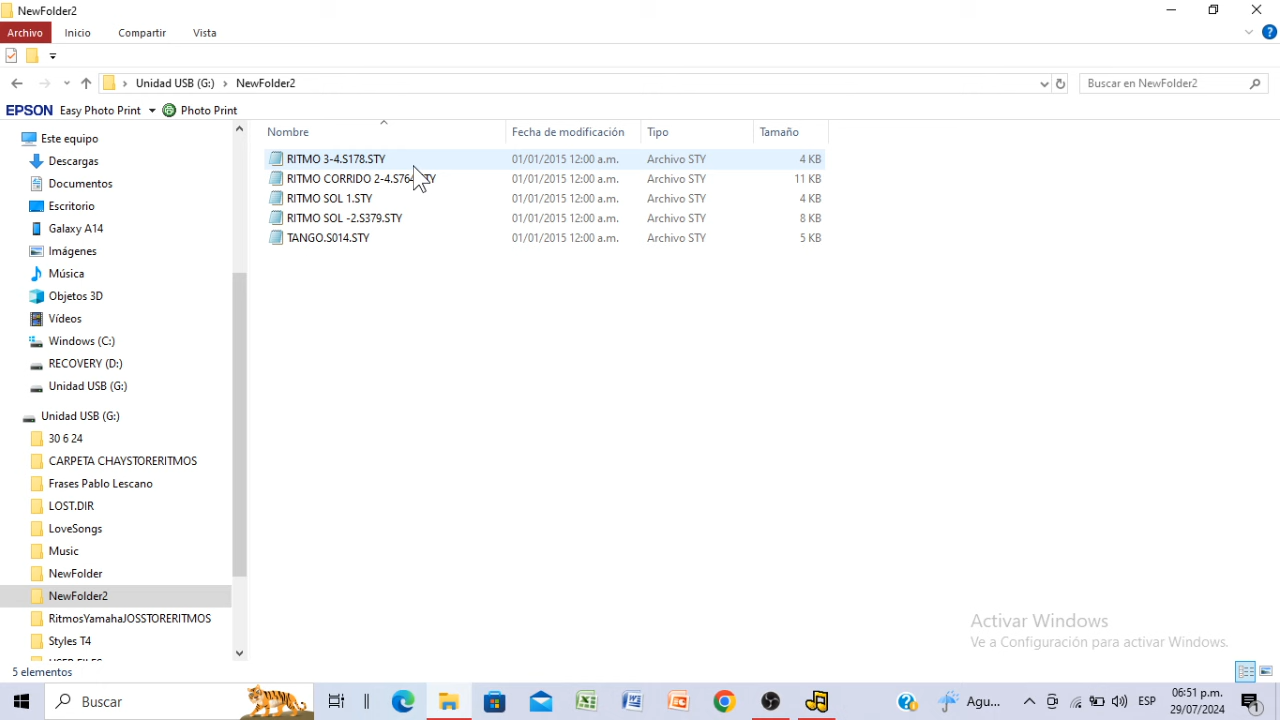 NewFolder2
Archivo Inicio Compartir Vista
Unidad USB (G:) › NewFolder2 Buscar en NewFolder2
EPSON Easy Photo Print Photo Print
Nombre Fecha de modificación Tipo Tamaño
RITMO 3-4.S178.STY 01/01/2015 12:00 a.m. Archivo STY 4 KB
RITMO CORRIDO 2-4.S764.STY 01/01/2015 12:00 a.m. Archivo STY 11 KB
RITMO SOL 1.STY 01/01/2015 12:00 a.m. Archivo STY 4 KB
RITMO SOL -2.S379.STY 01/01/2015 12:00 a.m. Archivo STY 8 KB
TANGO.S014.STY 01/01/2015 12:00 a.m. Archivo STY 5 KB
Este equipo
Descargas
Documentos
Escritorio
Galaxy A14
Imágenes
Música
Objetos 3D
Vídeos
Windows (C:)
RECOVERY (D:)
Unidad USB (G:)
Unidad USB (G:)
30 6 24
CARPETA CHAYSTORERITMOS
Frases Pablo Lescano
LOST.DIR
LoveSongs
Music
NewFolder
NewFolder2
RitmosYamahaJOSSTORERITMOS
Styles T4
Activar Windows
Ve a Configuración para activar Windows.
5 elementos
Buscar Agu... ESP 06:51 p.m.
29/07/2024
1